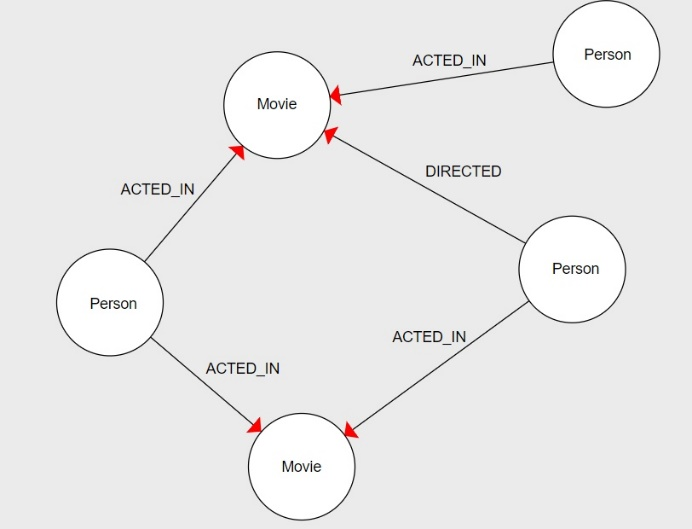 Person
ACTED_IN
Movie
DIRECTED
ACTED_IN
Person
Person
ACTED_IN
ACTED_IN
Movie